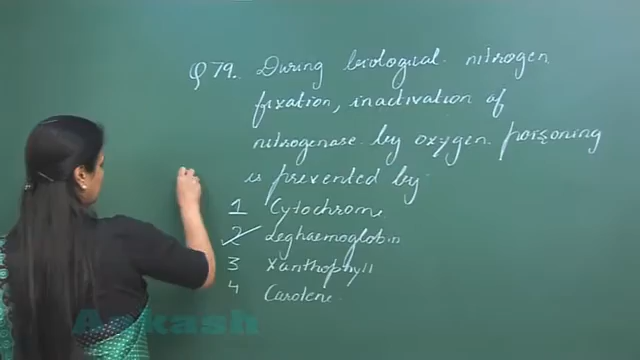 Q 79. During biological nitrogen
fixation, inactivation of
nitrogenase by oxygen poisoning
is prevented by
1 Cytochrome
2 Leghaemoglobin
3 Xanthophyll
4 Carotene
Aakash